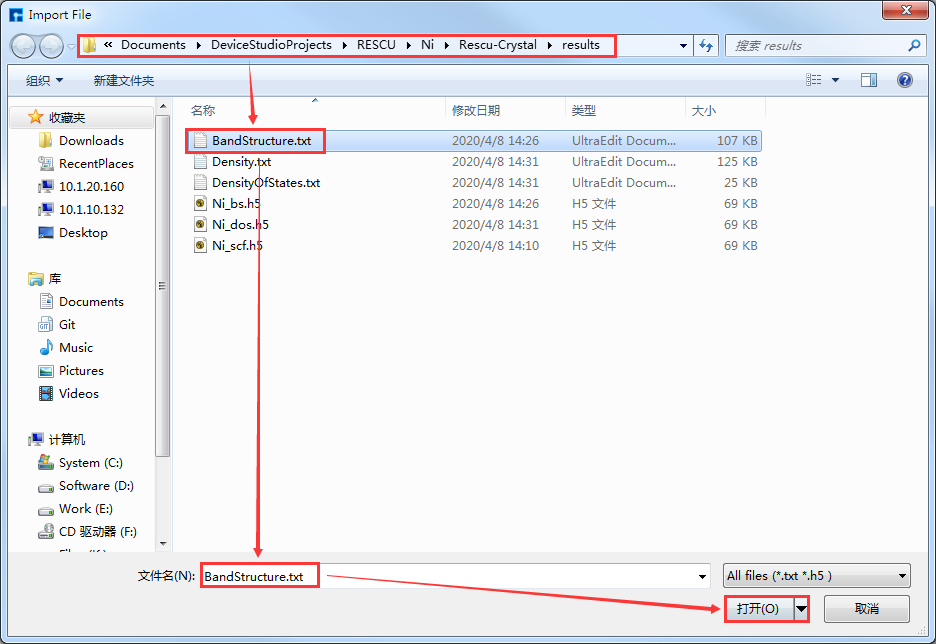 Import File
« Documents DeviceStudioProjects RESCU Ni Rescu-Crystal results 搜索 results
组织 新建文件夹
名称 修改日期 类型 大小
收藏夹
Downloads
RecentPlaces
10.1.20.160
10.1.10.132
Desktop
库
Documents
Git
Music
Pictures
Videos
计算机
System (C:)
Software (D:)
Work (E:)
CD 驱动器 (F:)
BandStructure.txt 2020/4/8 14:26 UltraEdit Docum... 107 KB
Density.txt 2020/4/8 14:31 UltraEdit Docum... 125 KB
DensityOfStates.txt 2020/4/8 14:31 UltraEdit Docum... 25 KB
Ni_bs.h5 2020/4/8 14:26 H5 文件 69 KB
Ni_dos.h5 2020/4/8 14:31 H5 文件 69 KB
Ni_scf.h5 2020/4/8 14:10 H5 文件 69 KB
文件名(N): BandStructure.txt All files (*.txt *.h5 )
打开(O) 取消